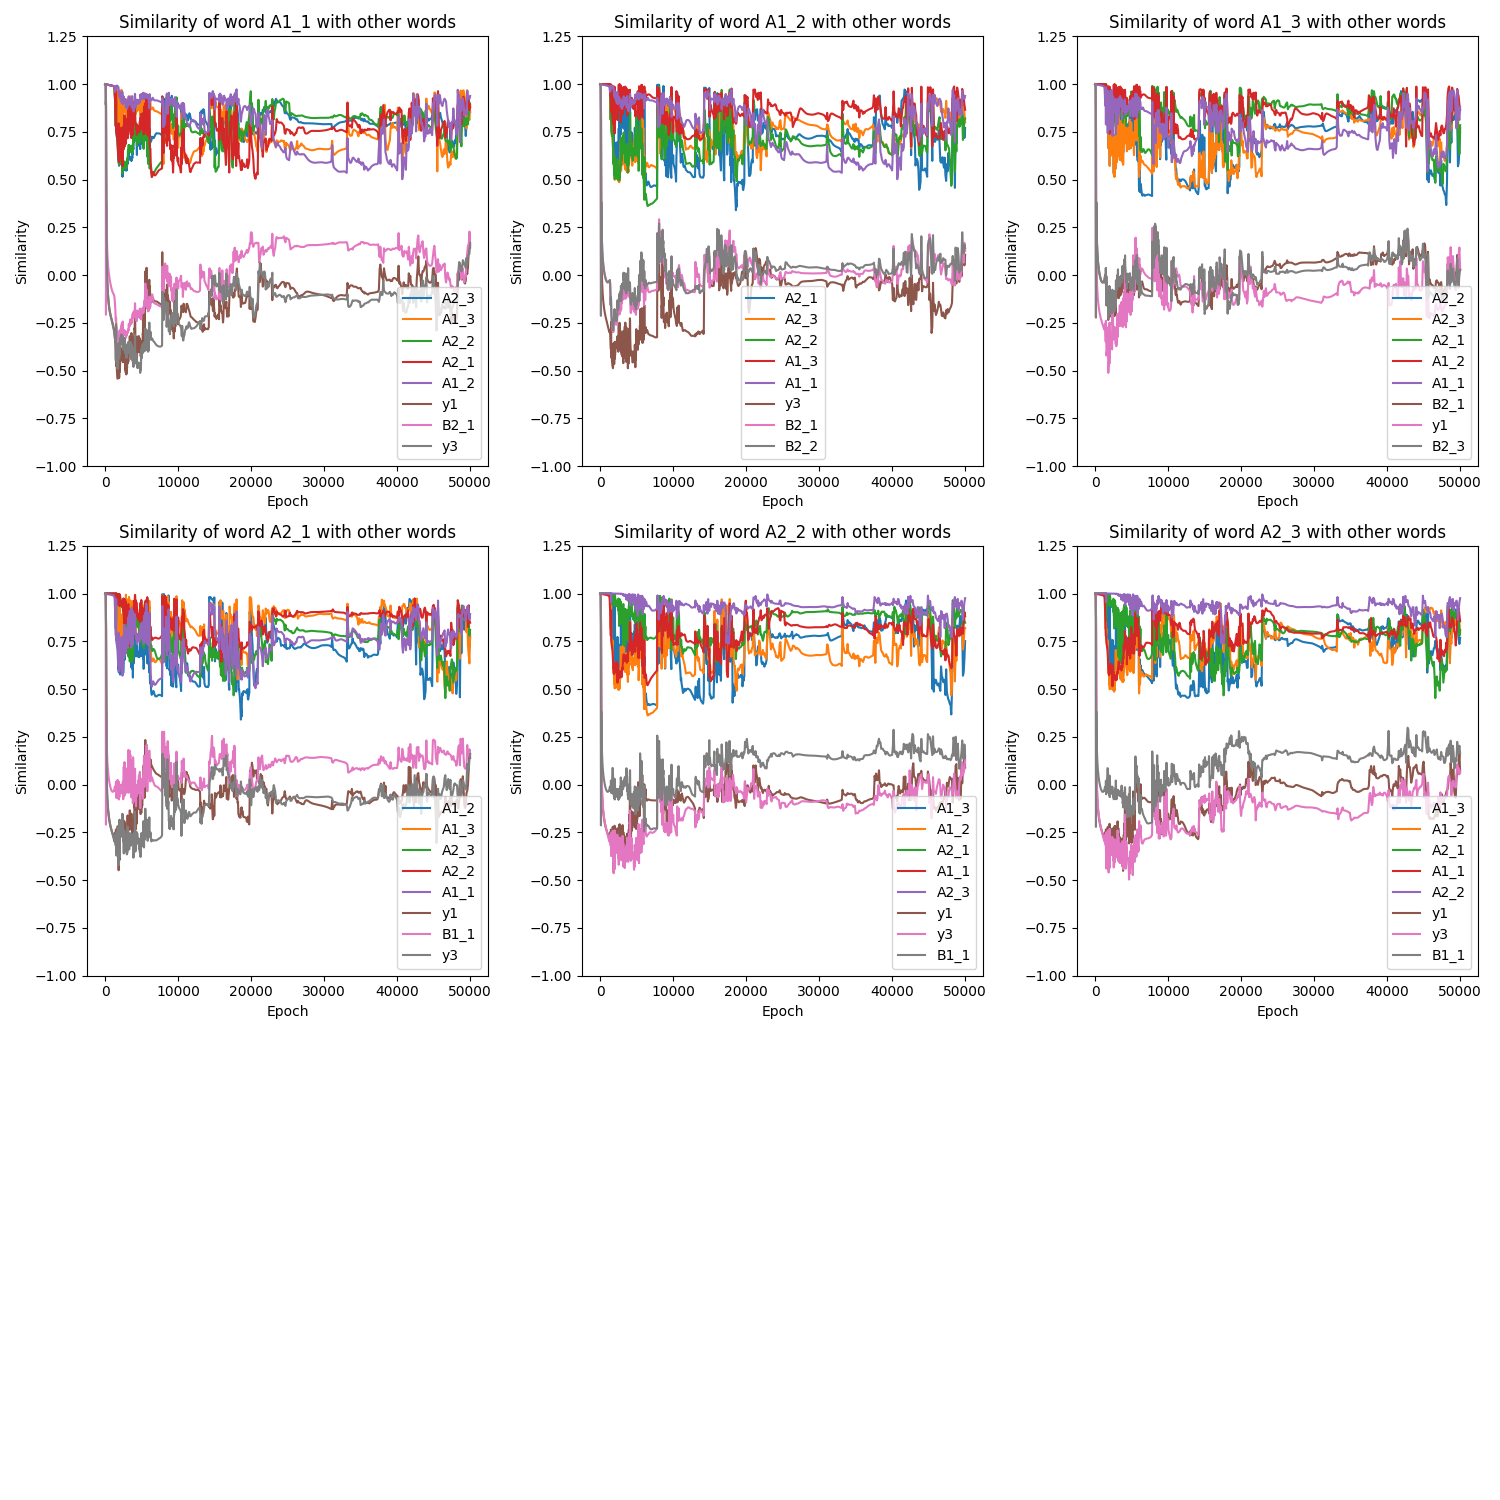 Similarity of word A1_1 with other words
1.25
1.00
0.75
0.50
0.25
0.00
−0.25
−0.50
−0.75
−1.00
Similarity
0 10000 20000 30000 40000 50000
Epoch
A2_3
A1_3
A2_2
A2_1
A1_2
y1
B2_1
y3
Similarity of word A1_2 with other words
1.25
1.00
0.75
0.50
0.25
0.00
−0.25
−0.50
−0.75
−1.00
Similarity
0 10000 20000 30000 40000 50000
Epoch
A2_1
A2_3
A2_2
A1_3
A1_1
y3
B2_1
B2_2
Similarity of word A1_3 with other words
1.25
1.00
0.75
0.50
0.25
0.00
−0.25
−0.50
−0.75
−1.00
Similarity
0 10000 20000 30000 40000 50000
Epoch
A2_2
A2_3
A2_1
A1_2
A1_1
B2_1
y1
B2_3
Similarity of word A2_1 with other words
1.25
1.00
0.75
0.50
0.25
0.00
−0.25
−0.50
−0.75
−1.00
Similarity
0 10000 20000 30000 40000 50000
Epoch
A1_2
A1_3
A2_3
A2_2
A1_1
y1
B1_1
y3
Similarity of word A2_2 with other words
1.25
1.00
0.75
0.50
0.25
0.00
−0.25
−0.50
−0.75
−1.00
Similarity
0 10000 20000 30000 40000 50000
Epoch
A1_3
A1_2
A2_1
A1_1
A2_3
y1
y3
B1_1
Similarity of word A2_3 with other words
1.25
1.00
0.75
0.50
0.25
0.00
−0.25
−0.50
−0.75
−1.00
Similarity
0 10000 20000 30000 40000 50000
Epoch
A1_3
A1_2
A2_1
A1_1
A2_2
y1
y3
B1_1